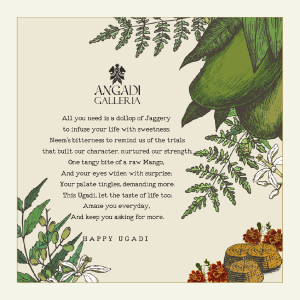 ANGADI
GALLERIA
All you need is a dollop of Jaggery
to infuse your life with sweetness.
Neem's bitterness to remind us of the trials
that built our character, nurtured our strength.
One tangy bite of a raw Mango,
And your eyes widen with surprise;
Your palate tingles, demanding more.
This Ugadi, let the taste of life too;
Amaze you everyday,
And keep you asking for more.
HAPPY UGADI